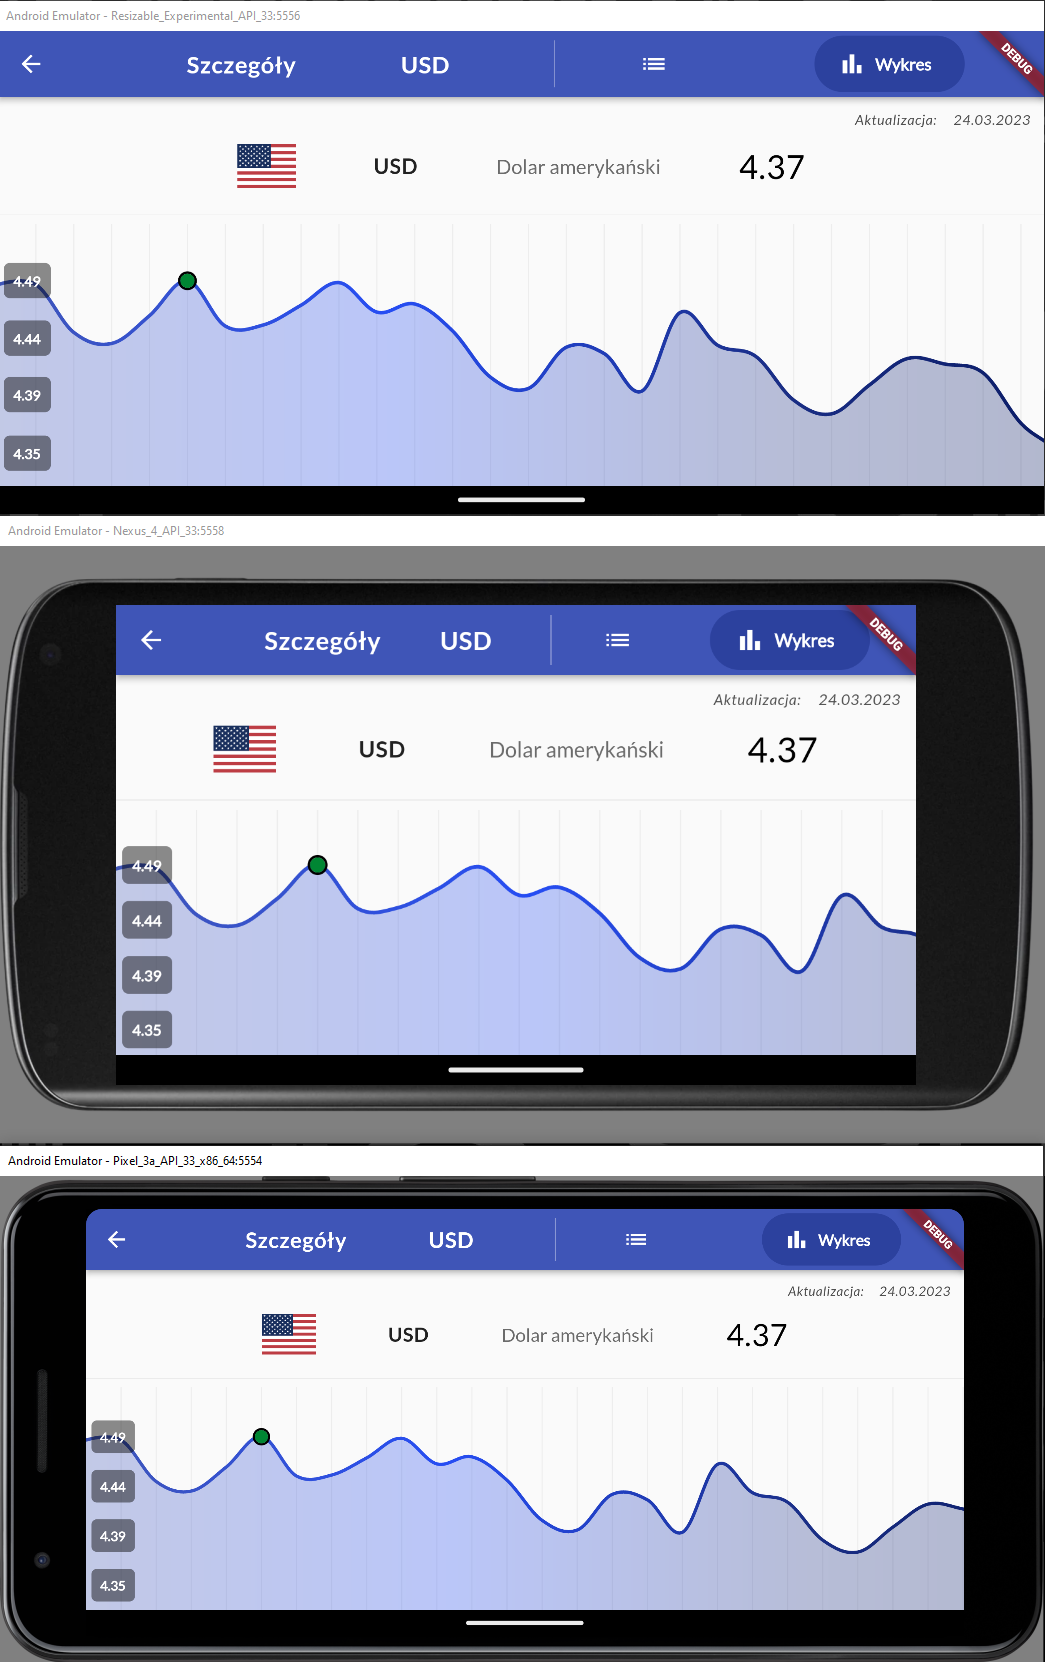 Android Emulator - Resizable_Experimental_API_33:5556
Szczegóły USD Wykres DEBUG
Aktualizacja: 24.03.2023
USD Dolar amerykański 4.37
4.49
4.44
4.39
4.35
Android Emulator - Nexus_4_API_33:5558
Szczegóły USD Wykres DEBUG
Aktualizacja: 24.03.2023
USD Dolar amerykański 4.37
4.49
4.44
4.39
4.35
Android Emulator - Pixel_3a_API_33_x86_64:5554
Szczegóły USD Wykres DEBUG
Aktualizacja: 24.03.2023
USD Dolar amerykański 4.37
4.49
4.44
4.39
4.35